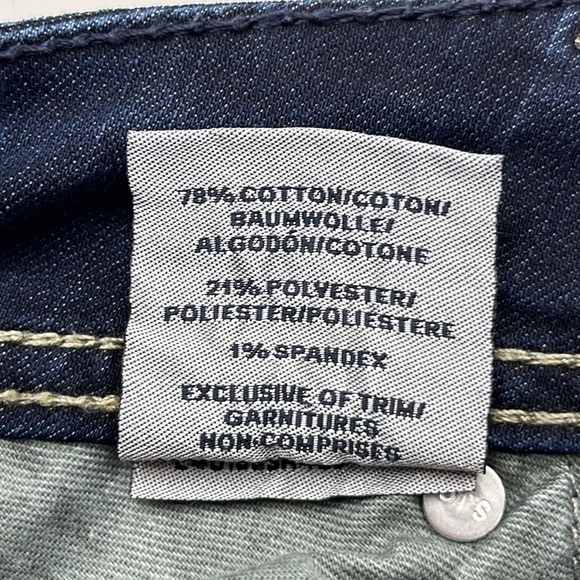 78% COTTON/COTON/
BAUMWOLLE/
ALGODÓN/COTONE
21% POLYESTER/
POLIESTER/POLIESTERE
1% SPANDEX
EXCLUSIVE OF TRIM/
GARNITURES
NON COMPRISES